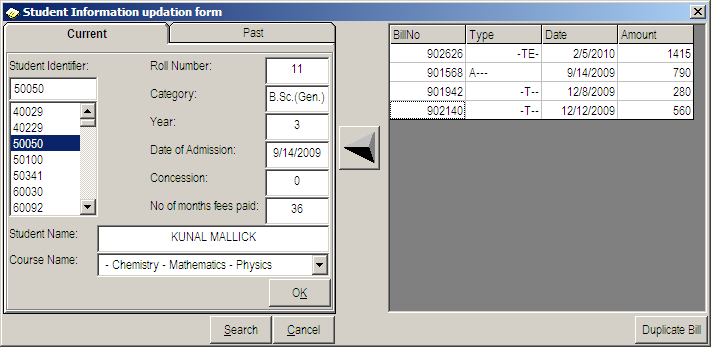 Student Information updation form
Current Past
Student Identifier:
50050
40029
40229
50050
50100
50341
60030
60092
Roll Number: 11
Category: B.Sc.(Gen.)
Year: 3
Date of Admission: 9/14/2009
Concession: 0
No of months fees paid: 36
Student Name: KUNAL MALLICK
Course Name: - Chemistry - Mathematics - Physics
OK
Search Cancel
BillNo Type Date Amount
902626 -TE- 2/5/2010 1415
901568 A--- 9/14/2009 790
901942 -T-- 12/8/2009 280
902140 -T-- 12/12/2009 560
Duplicate Bill